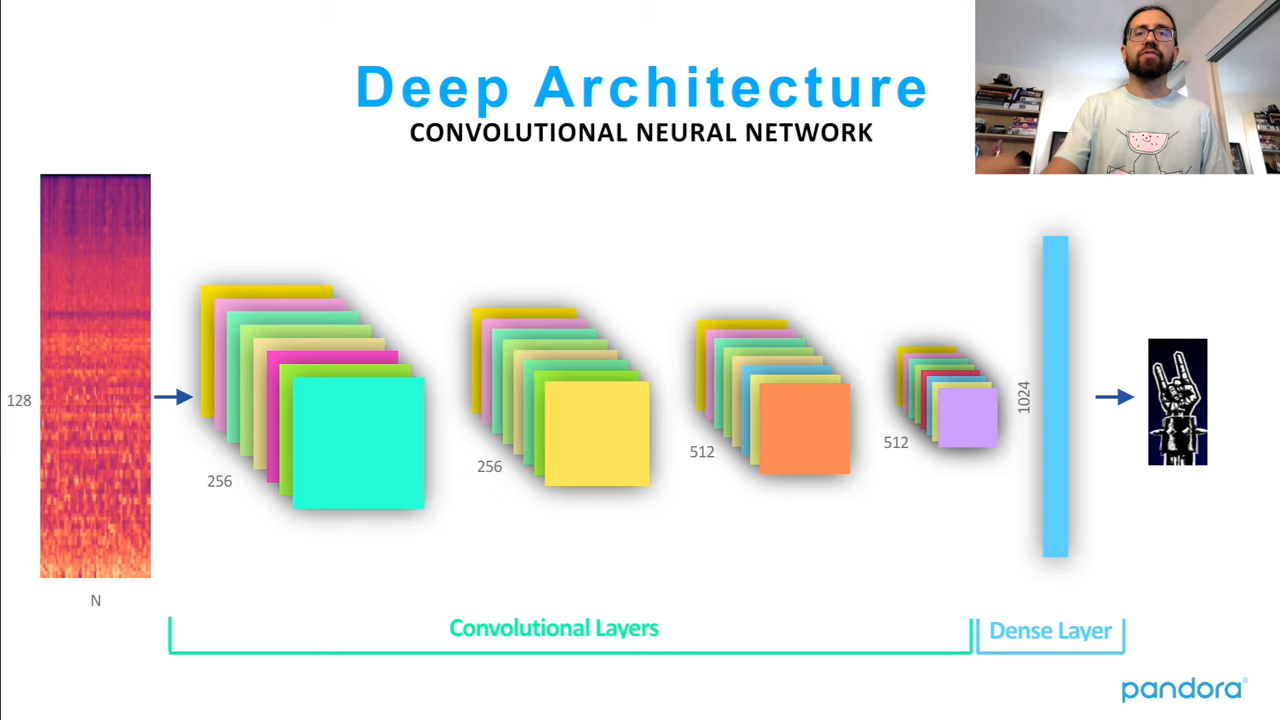 Deep Architecture
CONVOLUTIONAL NEURAL NETWORK
128
N
256
256
512
512
1024
Convolutional Layers
Dense Layer
pandora®